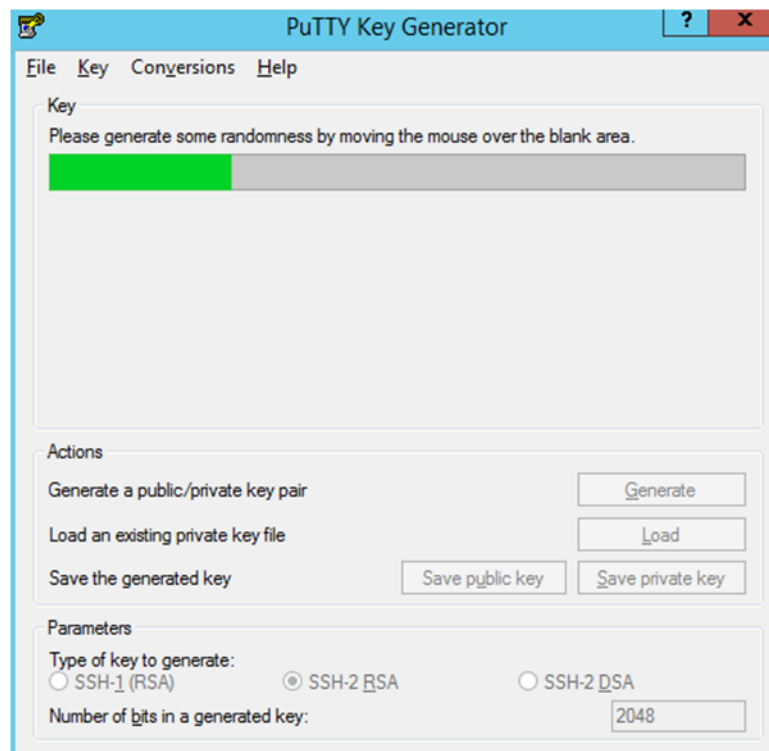 PuTTY Key Generator
? x
File Key Conversions Help
Key
Please generate some randomness by moving the mouse over the blank area.
Actions
Generate a public/private key pair Generate
Load an existing private key file Load
Save the generated key Save public key Save private key
Parameters
Type of key to generate:
SSH-1 (RSA) SSH-2 RSA SSH-2 DSA
Number of bits in a generated key: 2048